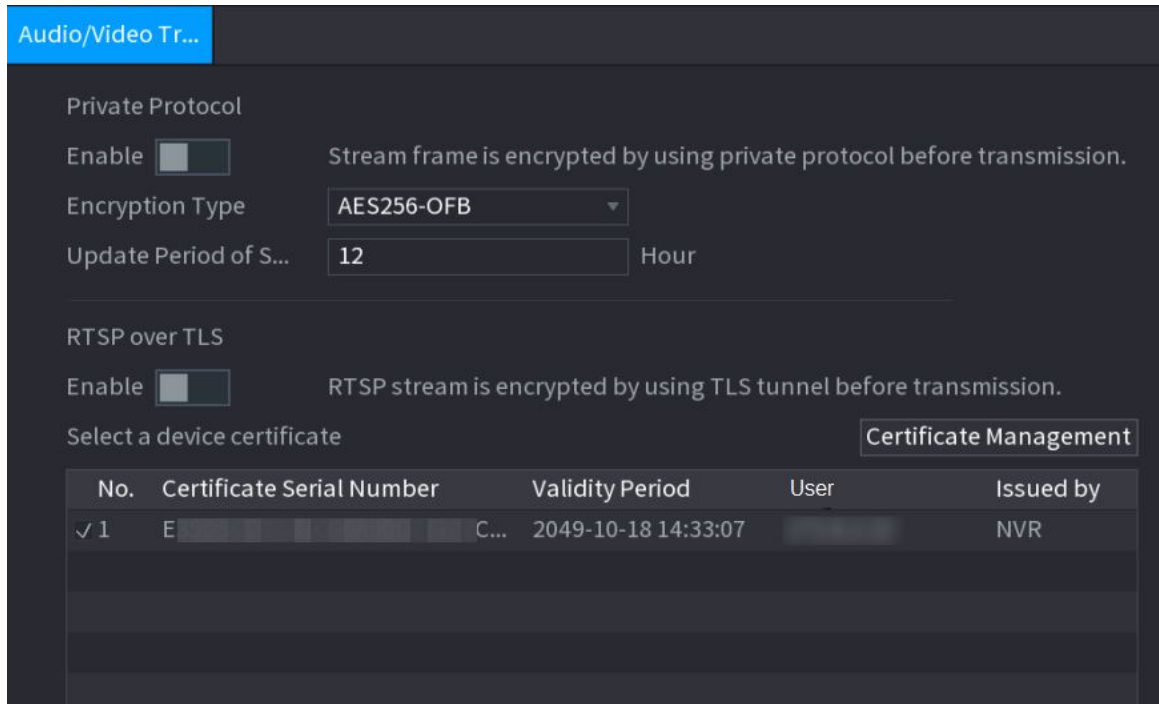 Audio/Video Tr...
Private Protocol
Enable Stream frame is encrypted by using private protocol before transmission.
Encryption Type AES256-OFB
Update Period of S... 12 Hour
RTSP over TLS
Enable RTSP stream is encrypted by using TLS tunnel before transmission.
Select a device certificate Certificate Management
No. Certificate Serial Number Validity Period User Issued by
1 E C... 2049-10-18 14:33:07 NVR